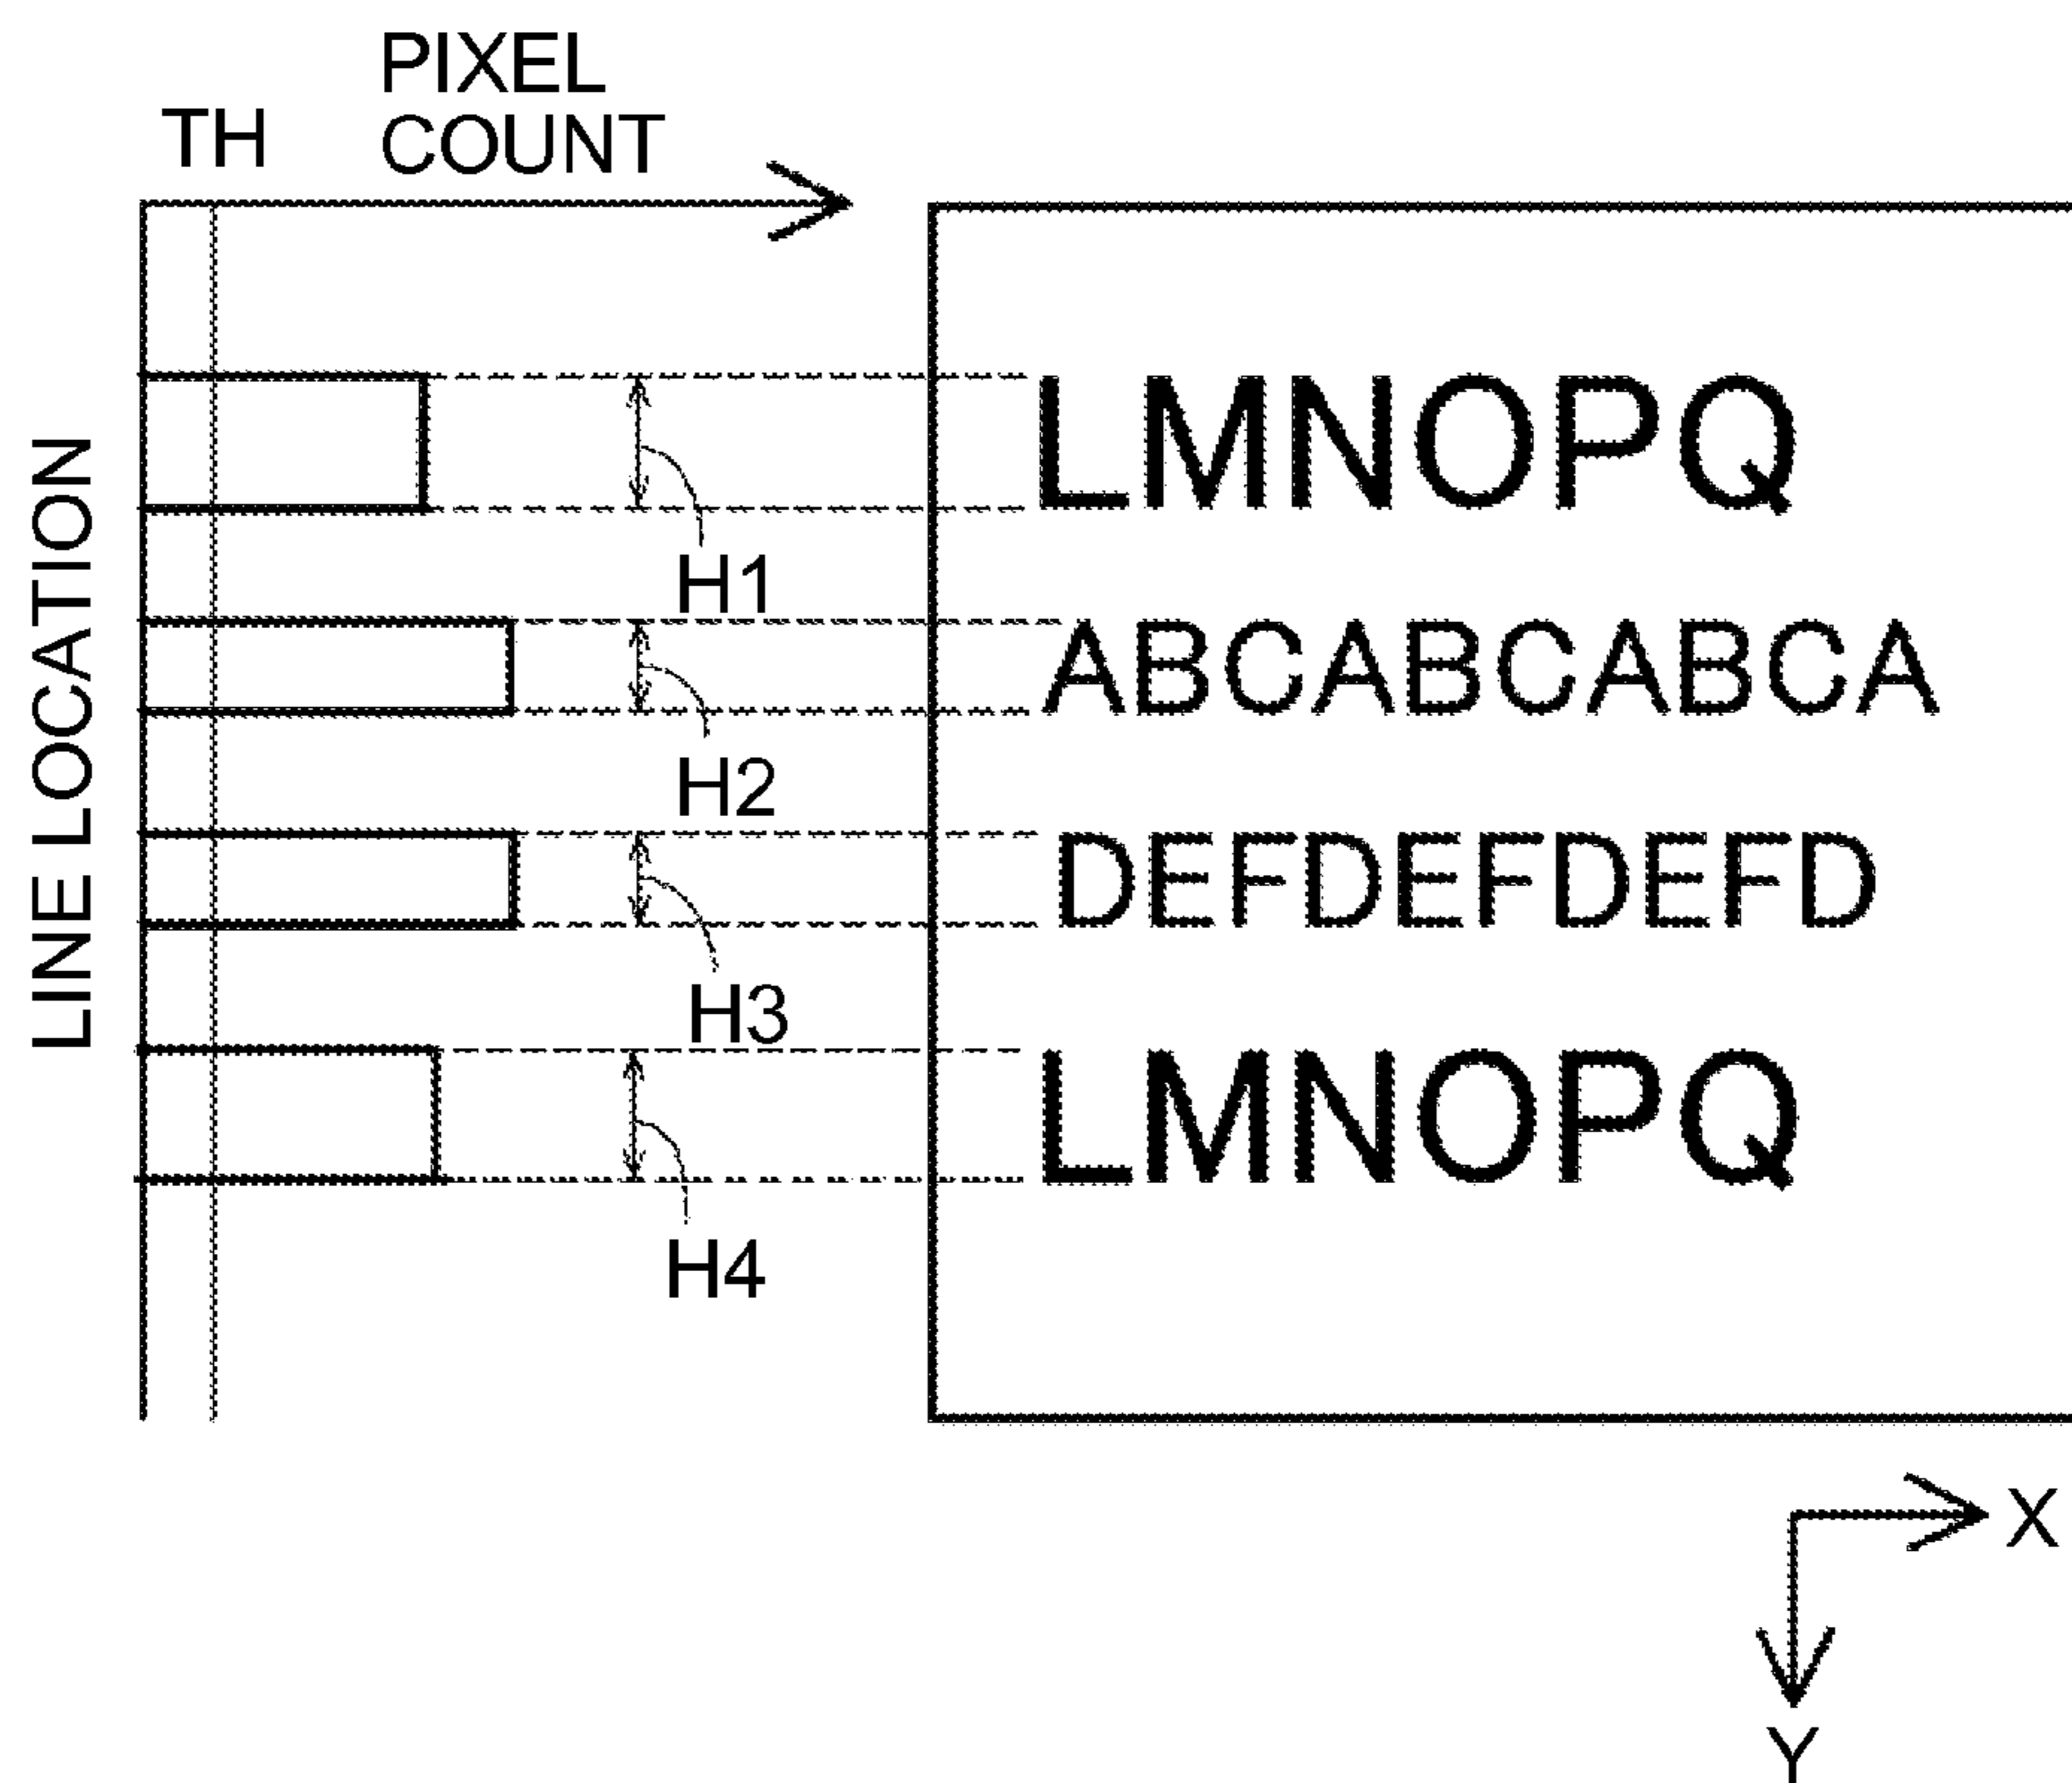 PIXEL
COUNT
TH
LINE LOCATION
LMNOPQ
H1
ABCABCABCA
H2
DEFDEFDEFD
H3
LMNOPQ
H4
X
Y